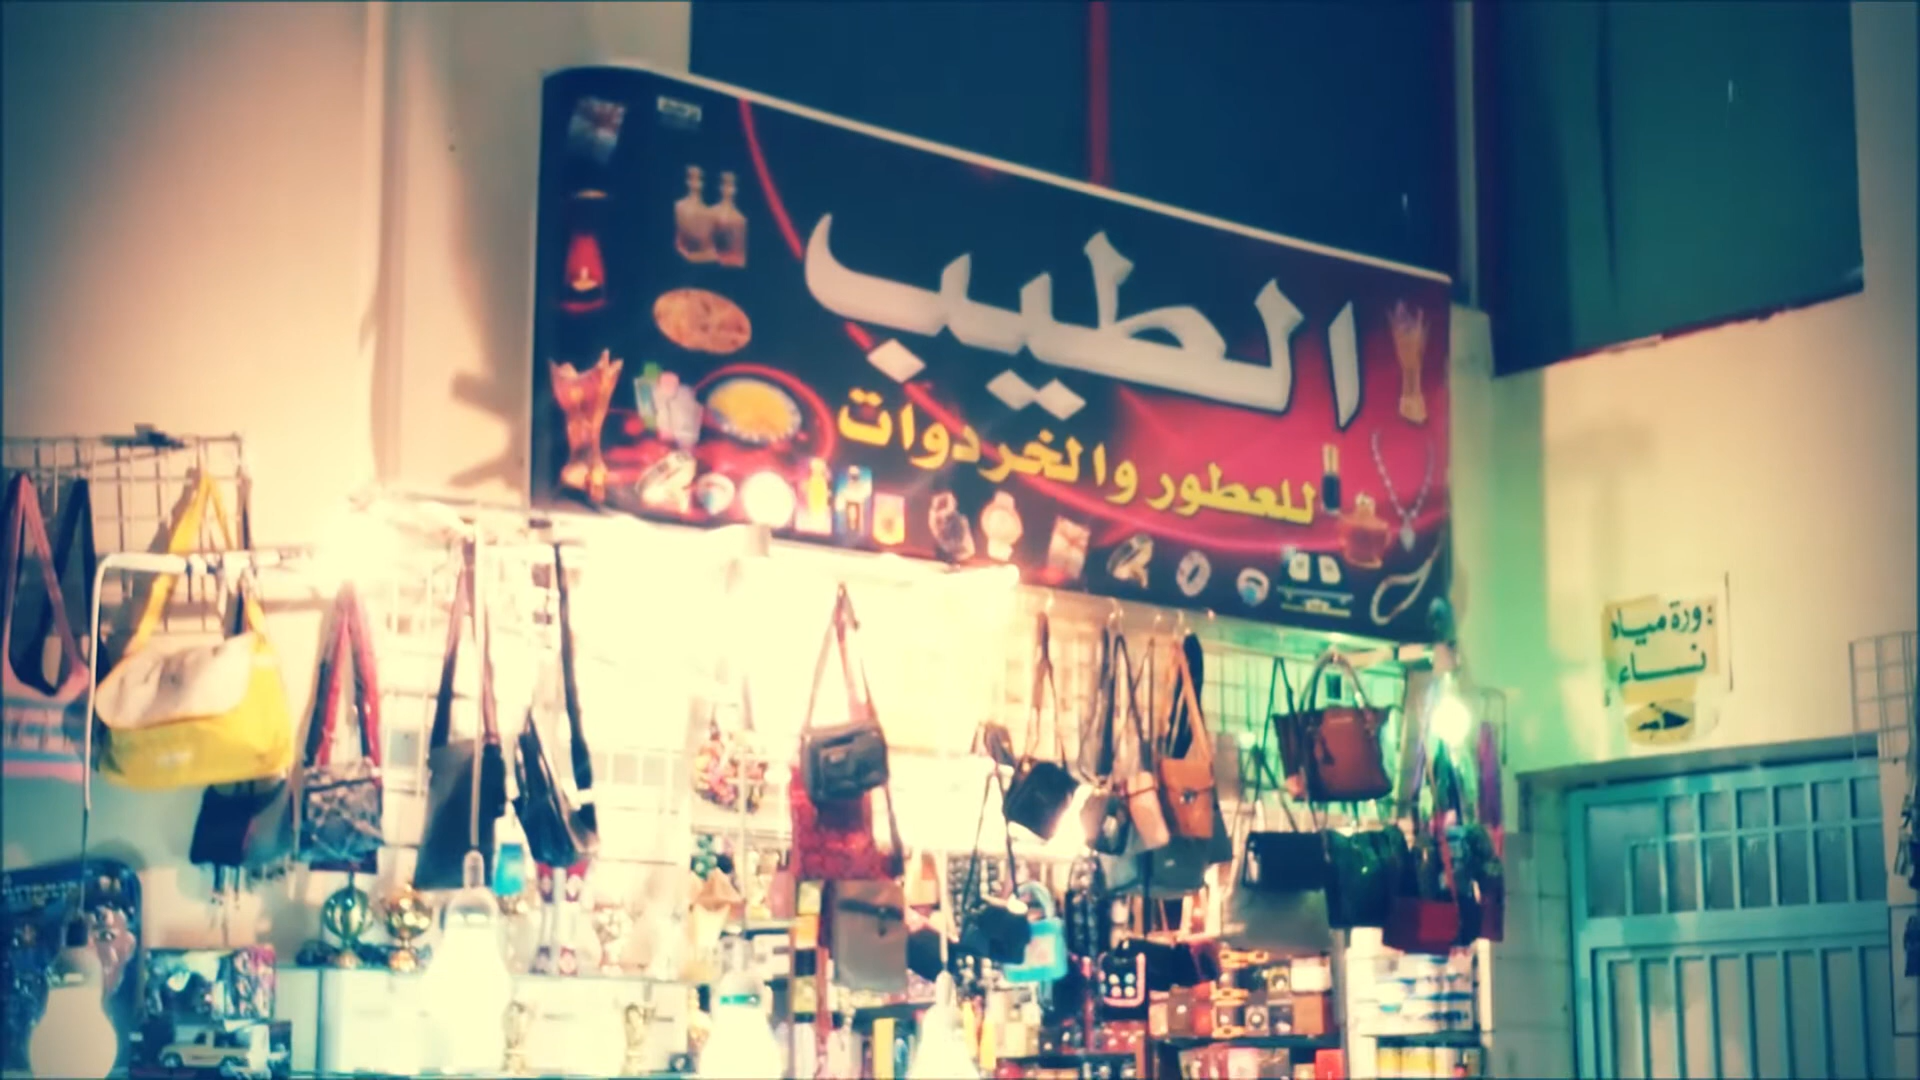 الطيب
للعطور والخردوات
دورة مياه
نساء